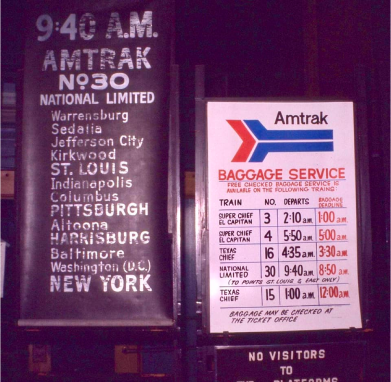 9:40 A.M.
AMTRAK
Nº30
NATIONAL LIMITED
Warrensburg
Sedalia
Jefferson City
Kirkwood
ST. LOUIS
Indianapolis
Columbus
PITTSBURGH
Altoona
HARRISBURG
Baltimore
Washington (D.C.)
NEW YORK
Amtrak
BAGGAGE SERVICE
FREE CHECKED BAGGAGE SERVICE IS
AVAILABLE ON THE FOLLOWING TRAINS:
TRAIN NO. DEPARTS BAGGAGE DEADLINE
SUPER CHIEF
EL CAPITAN 3 2:10 a.m. 1:00 a.m.
SUPER CHIEF
EL CAPITAN 4 5:50 a.m. 5:00 a.m.
TEXAS
CHIEF 16 4:35 a.m. 3:30 a.m.
NATIONAL
LIMITED 30 9:40 a.m. 8:50 a.m.
(TO POINTS ST. LOUIS & EAST ONLY)
TEXAS
CHIEF 15 1:00 a.m. 12:00 a.m.
BAGGAGE MAY BE CHECKED AT
THE TICKET OFFICE
NO VISITORS
TO
PLATFORMS